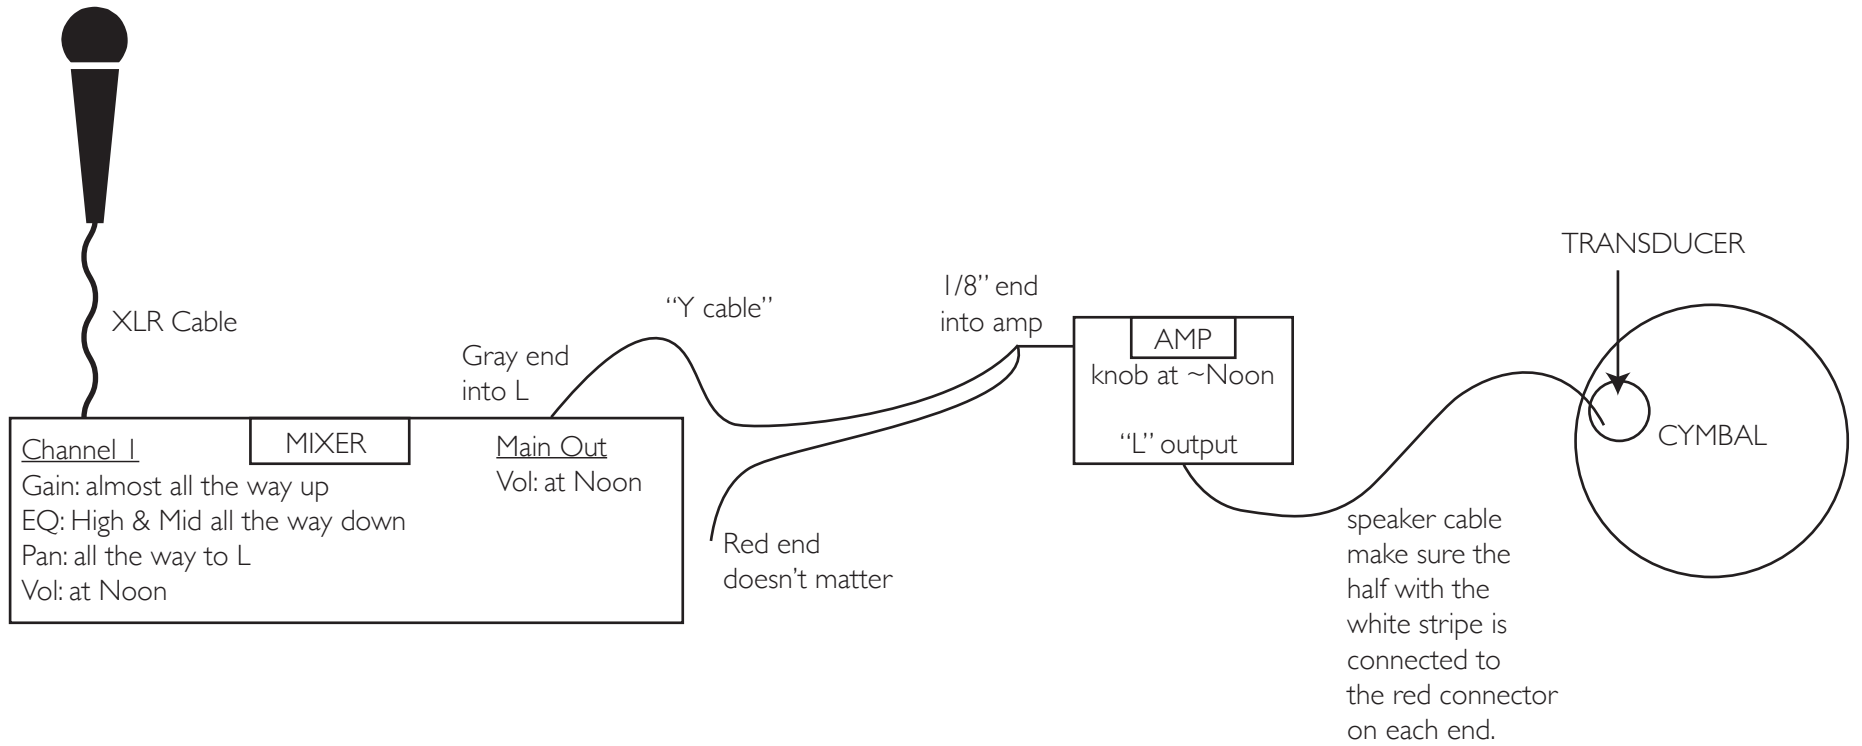 TRANSDUCER
XLR Cable
“Y cable”
1/8” end
into amp
Gray end
into L
AMP
knob at ~Noon
“L” output
CYMBAL
MIXER
Channel 1
Gain: almost all the way up
EQ: High & Mid all the way down
Pan: all the way to L
Vol: at Noon
Main Out
Vol: at Noon
Red end
doesn’t matter
speaker cable
make sure the
half with the
white stripe is
connected to
the red connector
on each end.